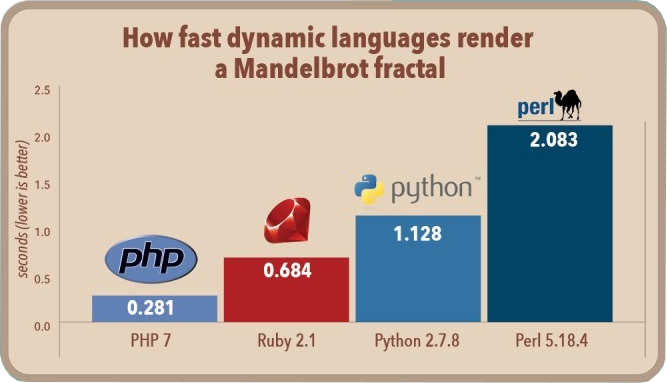 How fast dynamic languages render
a Mandelbrot fractal
seconds (lower is better)
2.5
2.0
1.5
1.0
0.5
0.0
php
0.281
0.684
python™
1.128
perl
2.083
PHP 7
Ruby 2.1
Python 2.7.8
Perl 5.18.4